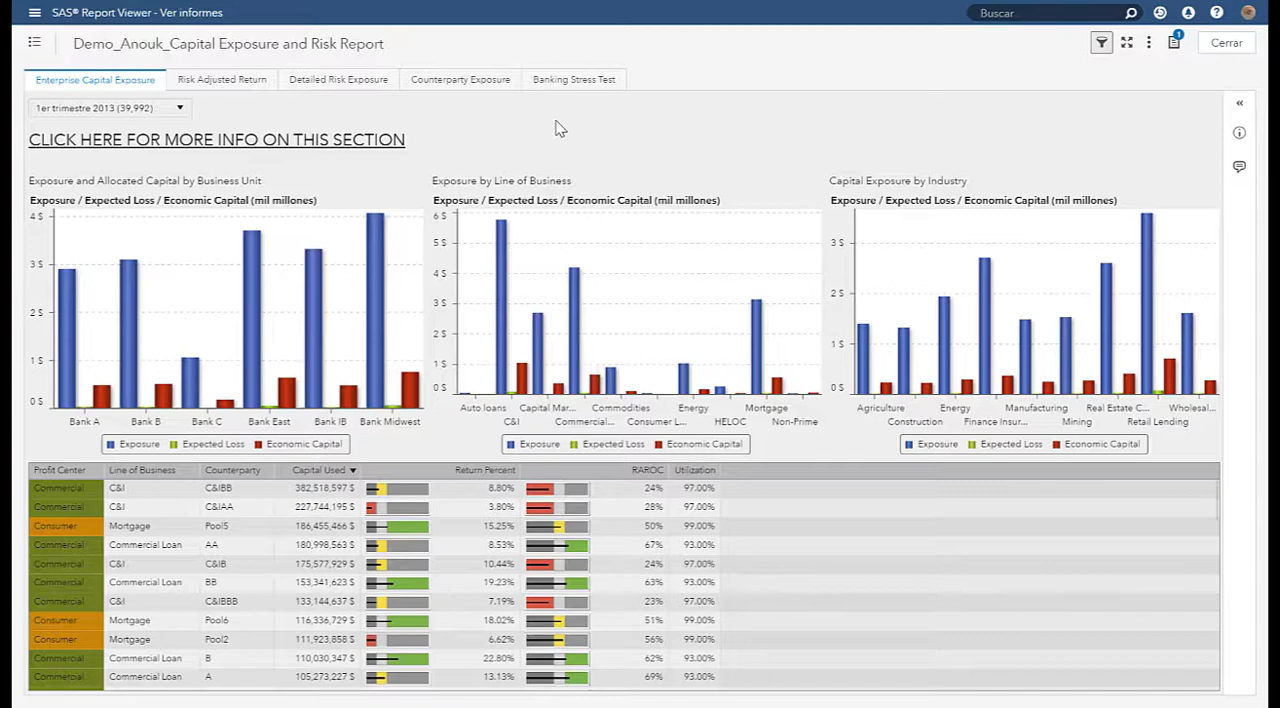 SAS® Report Viewer - Ver informes
Buscar
Demo_Anouk_Capital Exposure and Risk Report
1
Cerrar
Enterprise Capital Exposure
Risk Adjusted Return
Detailed Risk Exposure
Counterparty Exposure
Banking Stress Test
1er trimestre 2013 (39,992)
CLICK HERE FOR MORE INFO ON THIS SECTION
Exposure and Allocated Capital by Business Unit
Exposure / Expected Loss / Economic Capital (mil millones)
4 $
3 $
2 $
1 $
0 $
Bank A Bank B Bank C Bank East Bank IB Bank Midwest
Exposure Expected Loss Economic Capital
Exposure by Line of Business
Exposure / Expected Loss / Economic Capital (mil millones)
6 $
5 $
4 $
3 $
2 $
1 $
0 $
Auto loans Capital Mar... Commodities Energy Mortgage
C&I Commercial... Consumer L... HELOC Non-Prime
Exposure Expected Loss Economic Capital
Capital Exposure by Industry
Exposure / Expected Loss / Economic Capital (mil millones)
3 $
2 $
1 $
0 $
Agriculture Energy Manufacturing Real Estate C... Wholesal...
Construction Finance Insur... Mining Retail Lending
Exposure Expected Loss Economic Capital
Profit Center Line of Business Counterparty Capital Used Return Percent RAROC Utilization
Commercial C&I C&IBB 382,518,597 $ 8.80% 24% 97.00%
Commercial C&I C&IAA 227,744,195 $ 3.80% 28% 97.00%
Consumer Mortgage Pool5 186,455,466 $ 15.25% 50% 99.00%
Commercial Commercial Loan AA 180,998,563 $ 8.53% 67% 93.00%
Commercial C&I C&IB 175,577,929 $ 10.44% 24% 97.00%
Commercial Commercial Loan BB 153,341,623 $ 19.23% 63% 93.00%
Commercial C&I C&IBBB 133,144,637 $ 7.19% 23% 97.00%
Consumer Mortgage Pool6 116,336,729 $ 18.02% 51% 99.00%
Consumer Mortgage Pool2 111,923,858 $ 6.62% 56% 99.00%
Commercial Commercial Loan B 110,030,347 $ 22.80% 62% 93.00%
Commercial Commercial Loan A 105,273,227 $ 13.13% 69% 93.00%